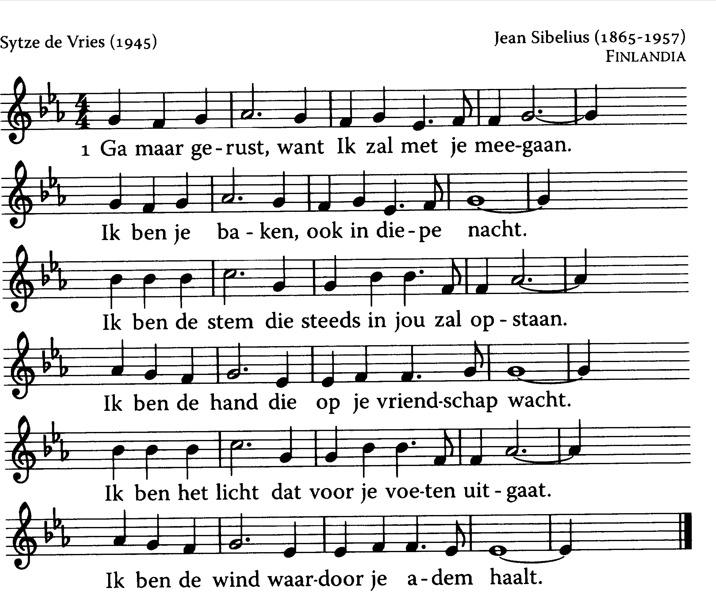 Sytze de Vries (1945)
Jean Sibelius (1865-1957)
FINLANDIA
4
4
1 Ga maar ge-rust, want Ik zal met je mee-gaan.
Ik ben je ba-ken, ook in die-pe nacht.
Ik ben de stem die steeds in jou zal op-staan.
Ik ben de hand die op je vriend-schap wacht.
Ik ben het licht dat voor je voe-ten uit-gaat.
Ik ben de wind waar-door je a-dem haalt.